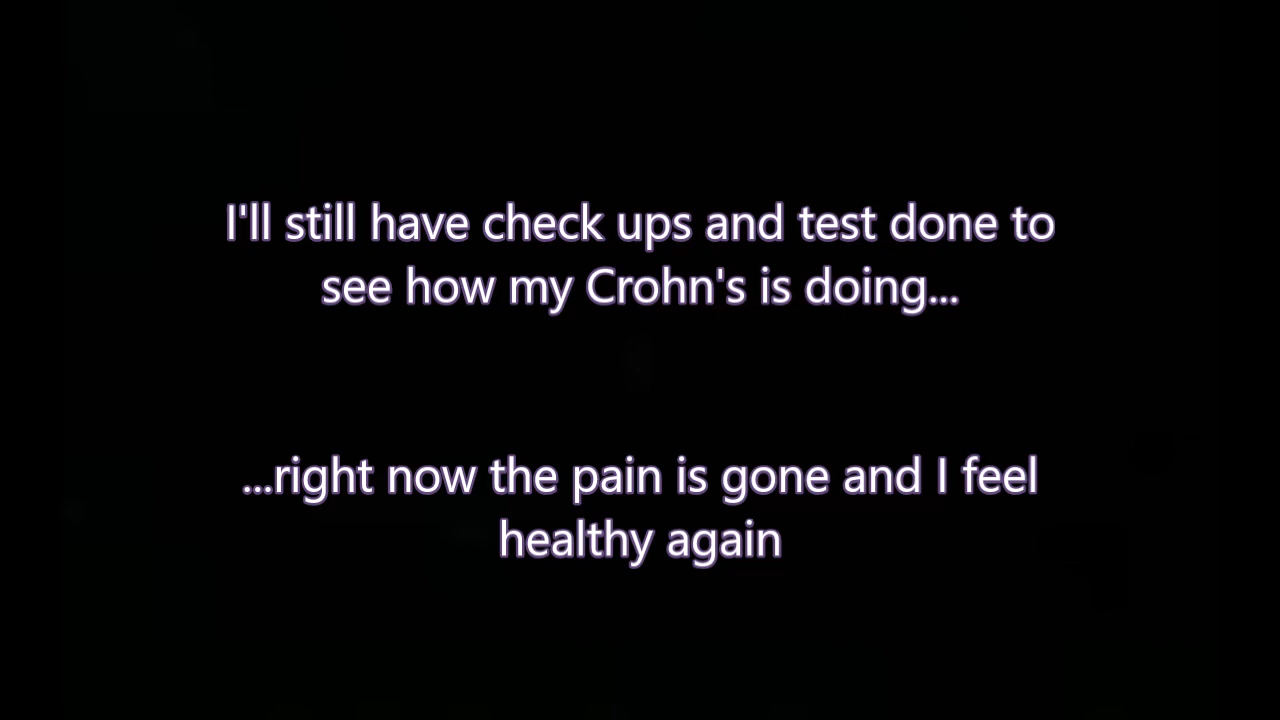 I'll still have check ups and test done to
see how my Crohn's is doing...
...right now the pain is gone and I feel
healthy again